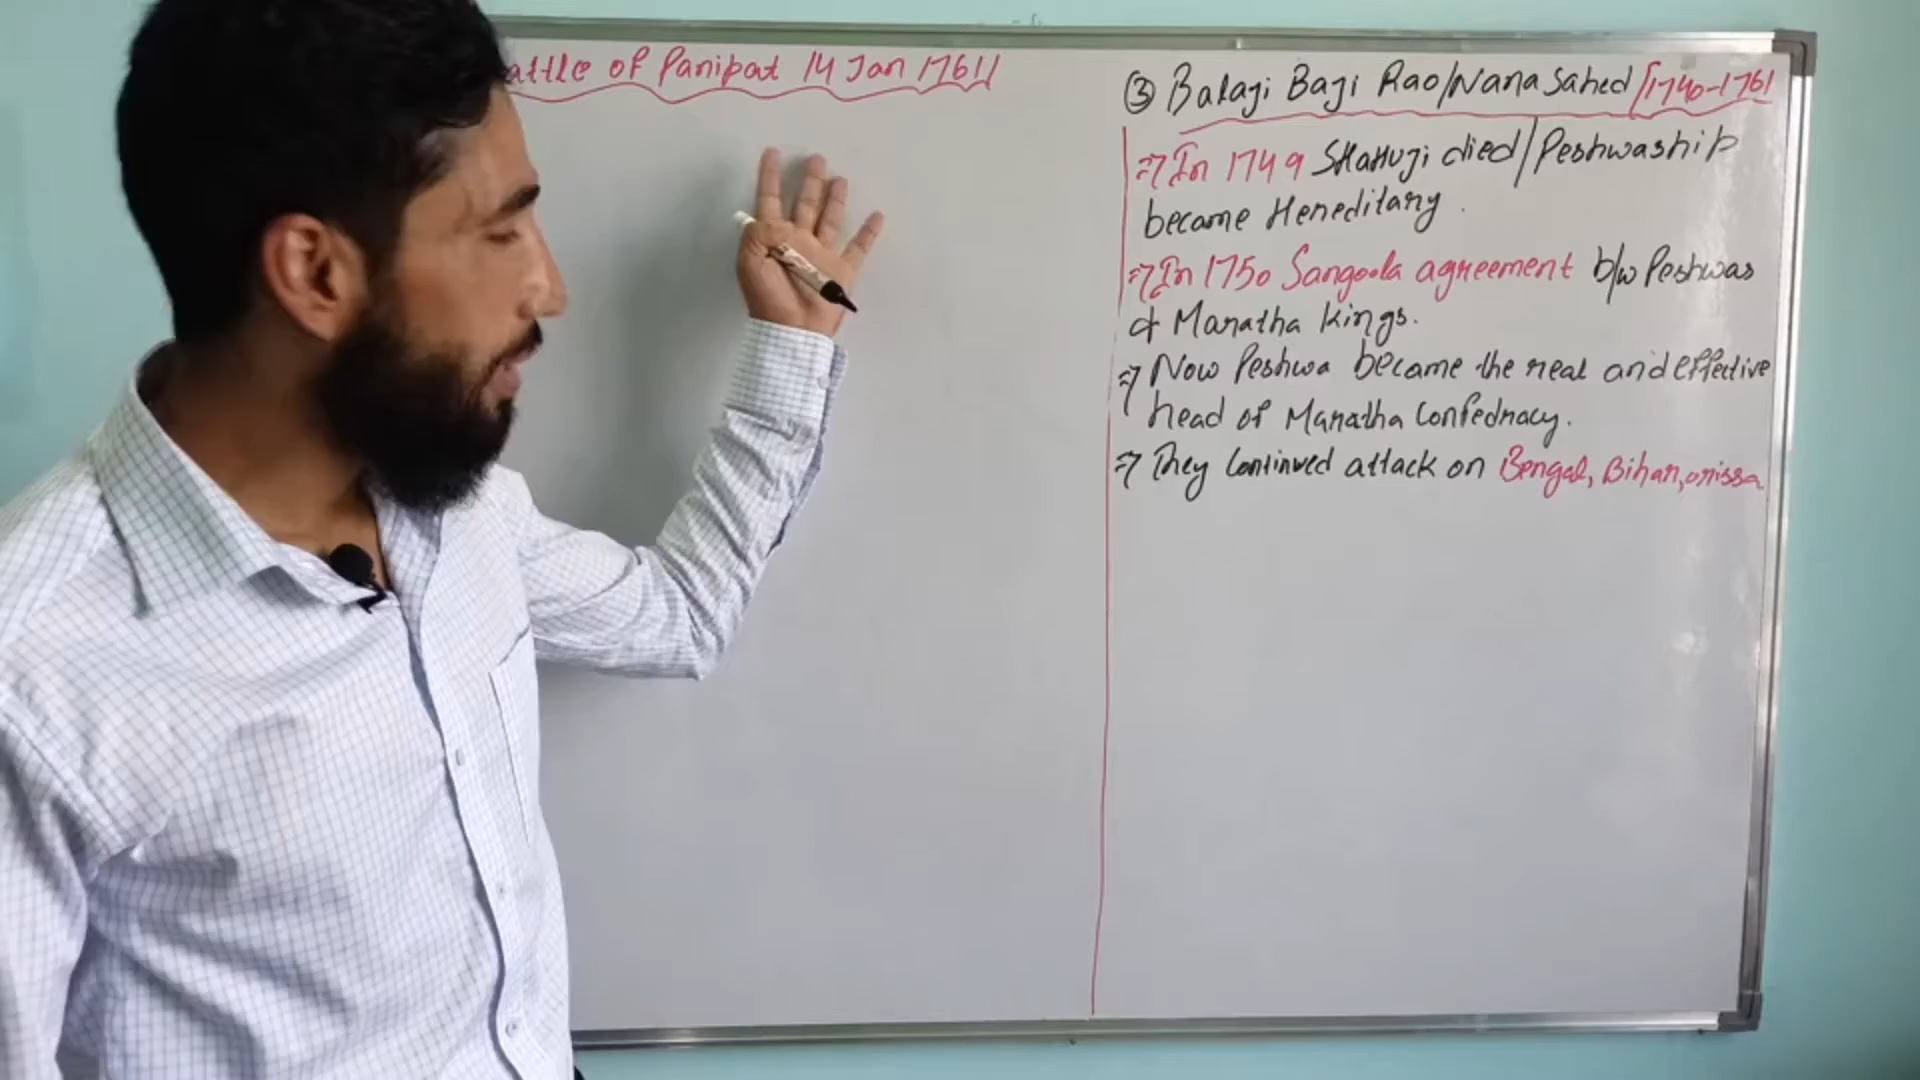 attle of Panipat 14 Jan 1761/
③ Balaji Baji Rao/Nana Sahed/1740-1761
⇒ In 1749 SHAHUji died/Peshwaship
became Hereditary.
⇒ In 1750 Sangoola agreement b/w Peshwas
& Maratha Kings.
⇒ Now Peshwa became the real and effective
head of Maratha Confedracy.
⇒ They Continued attack on Bengal, Bihar, orissa.